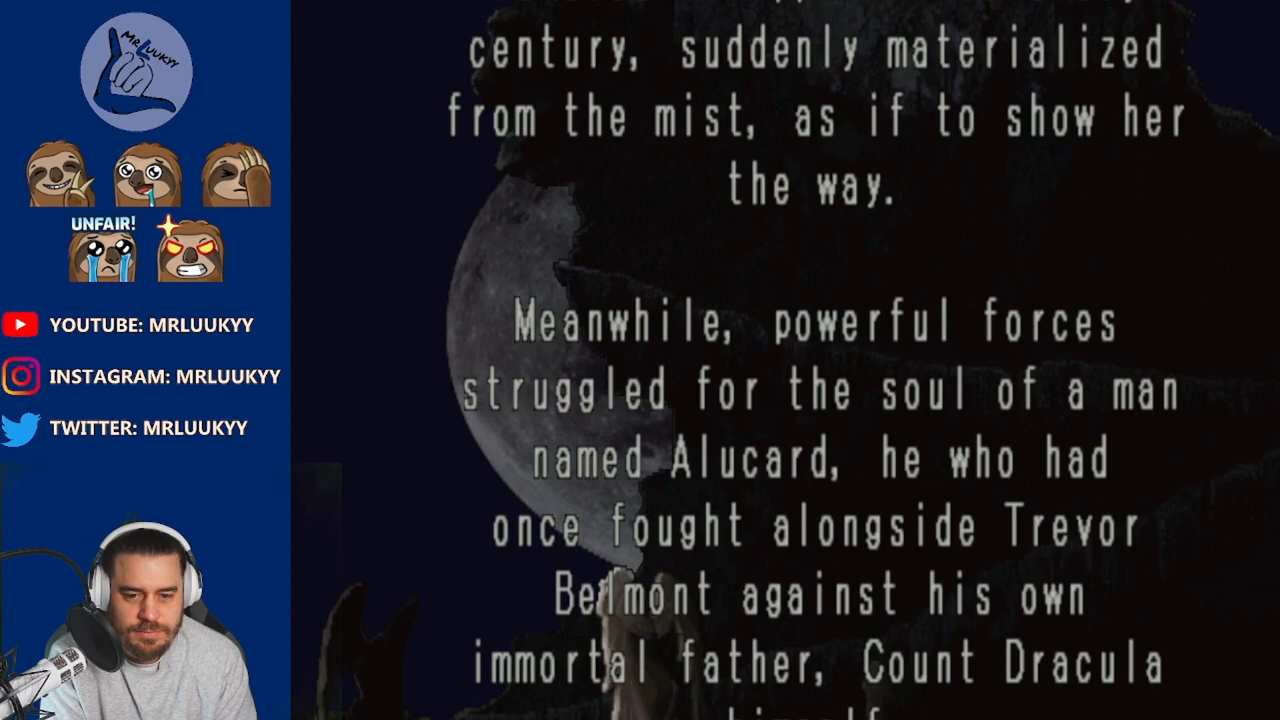 MrLuukyy
UNFAIR!
YOUTUBE: MRLUUKYY
INSTAGRAM: MRLUUKYY
TWITTER: MRLUUKYY
century, suddenly materialized
from the mist, as if to show her
the way.
Meanwhile, powerful forces
struggled for the soul of a man
named Alucard, he who had
once fought alongside Trevor
Belmont against his own
immortal father, Count Dracula